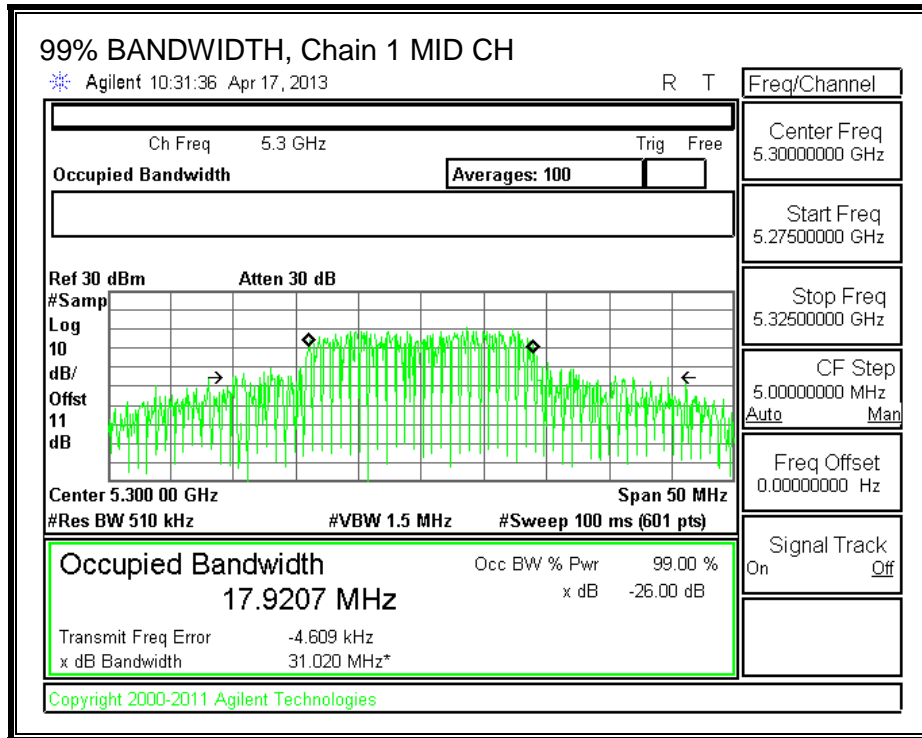 99% BANDWIDTH, Chain 1 MID CH
Agilent 10:31:36 Apr 17, 2013 R T
Freq/Channel
Ch Freq 5.3 GHz Trig Free
Occupied Bandwidth Averages: 100
Center Freq
5.30000000 GHz
Start Freq
5.27500000 GHz
Stop Freq
5.32500000 GHz
CF Step
5.00000000 MHz
Auto Man
Freq Offset
0.00000000 Hz
Signal Track
On Off
Ref 30 dBm Atten 30 dB
#Samp
Log
10
dB/
Offst
11
dB
Center 5.300 00 GHz Span 50 MHz
#Res BW 510 kHz #VBW 1.5 MHz #Sweep 100 ms (601 pts)
Occupied Bandwidth Occ BW % Pwr 99.00 %
17.9207 MHz x dB -26.00 dB
Transmit Freq Error -4.609 kHz
x dB Bandwidth 31.020 MHz*
Copyright 2000-2011 Agilent Technologies